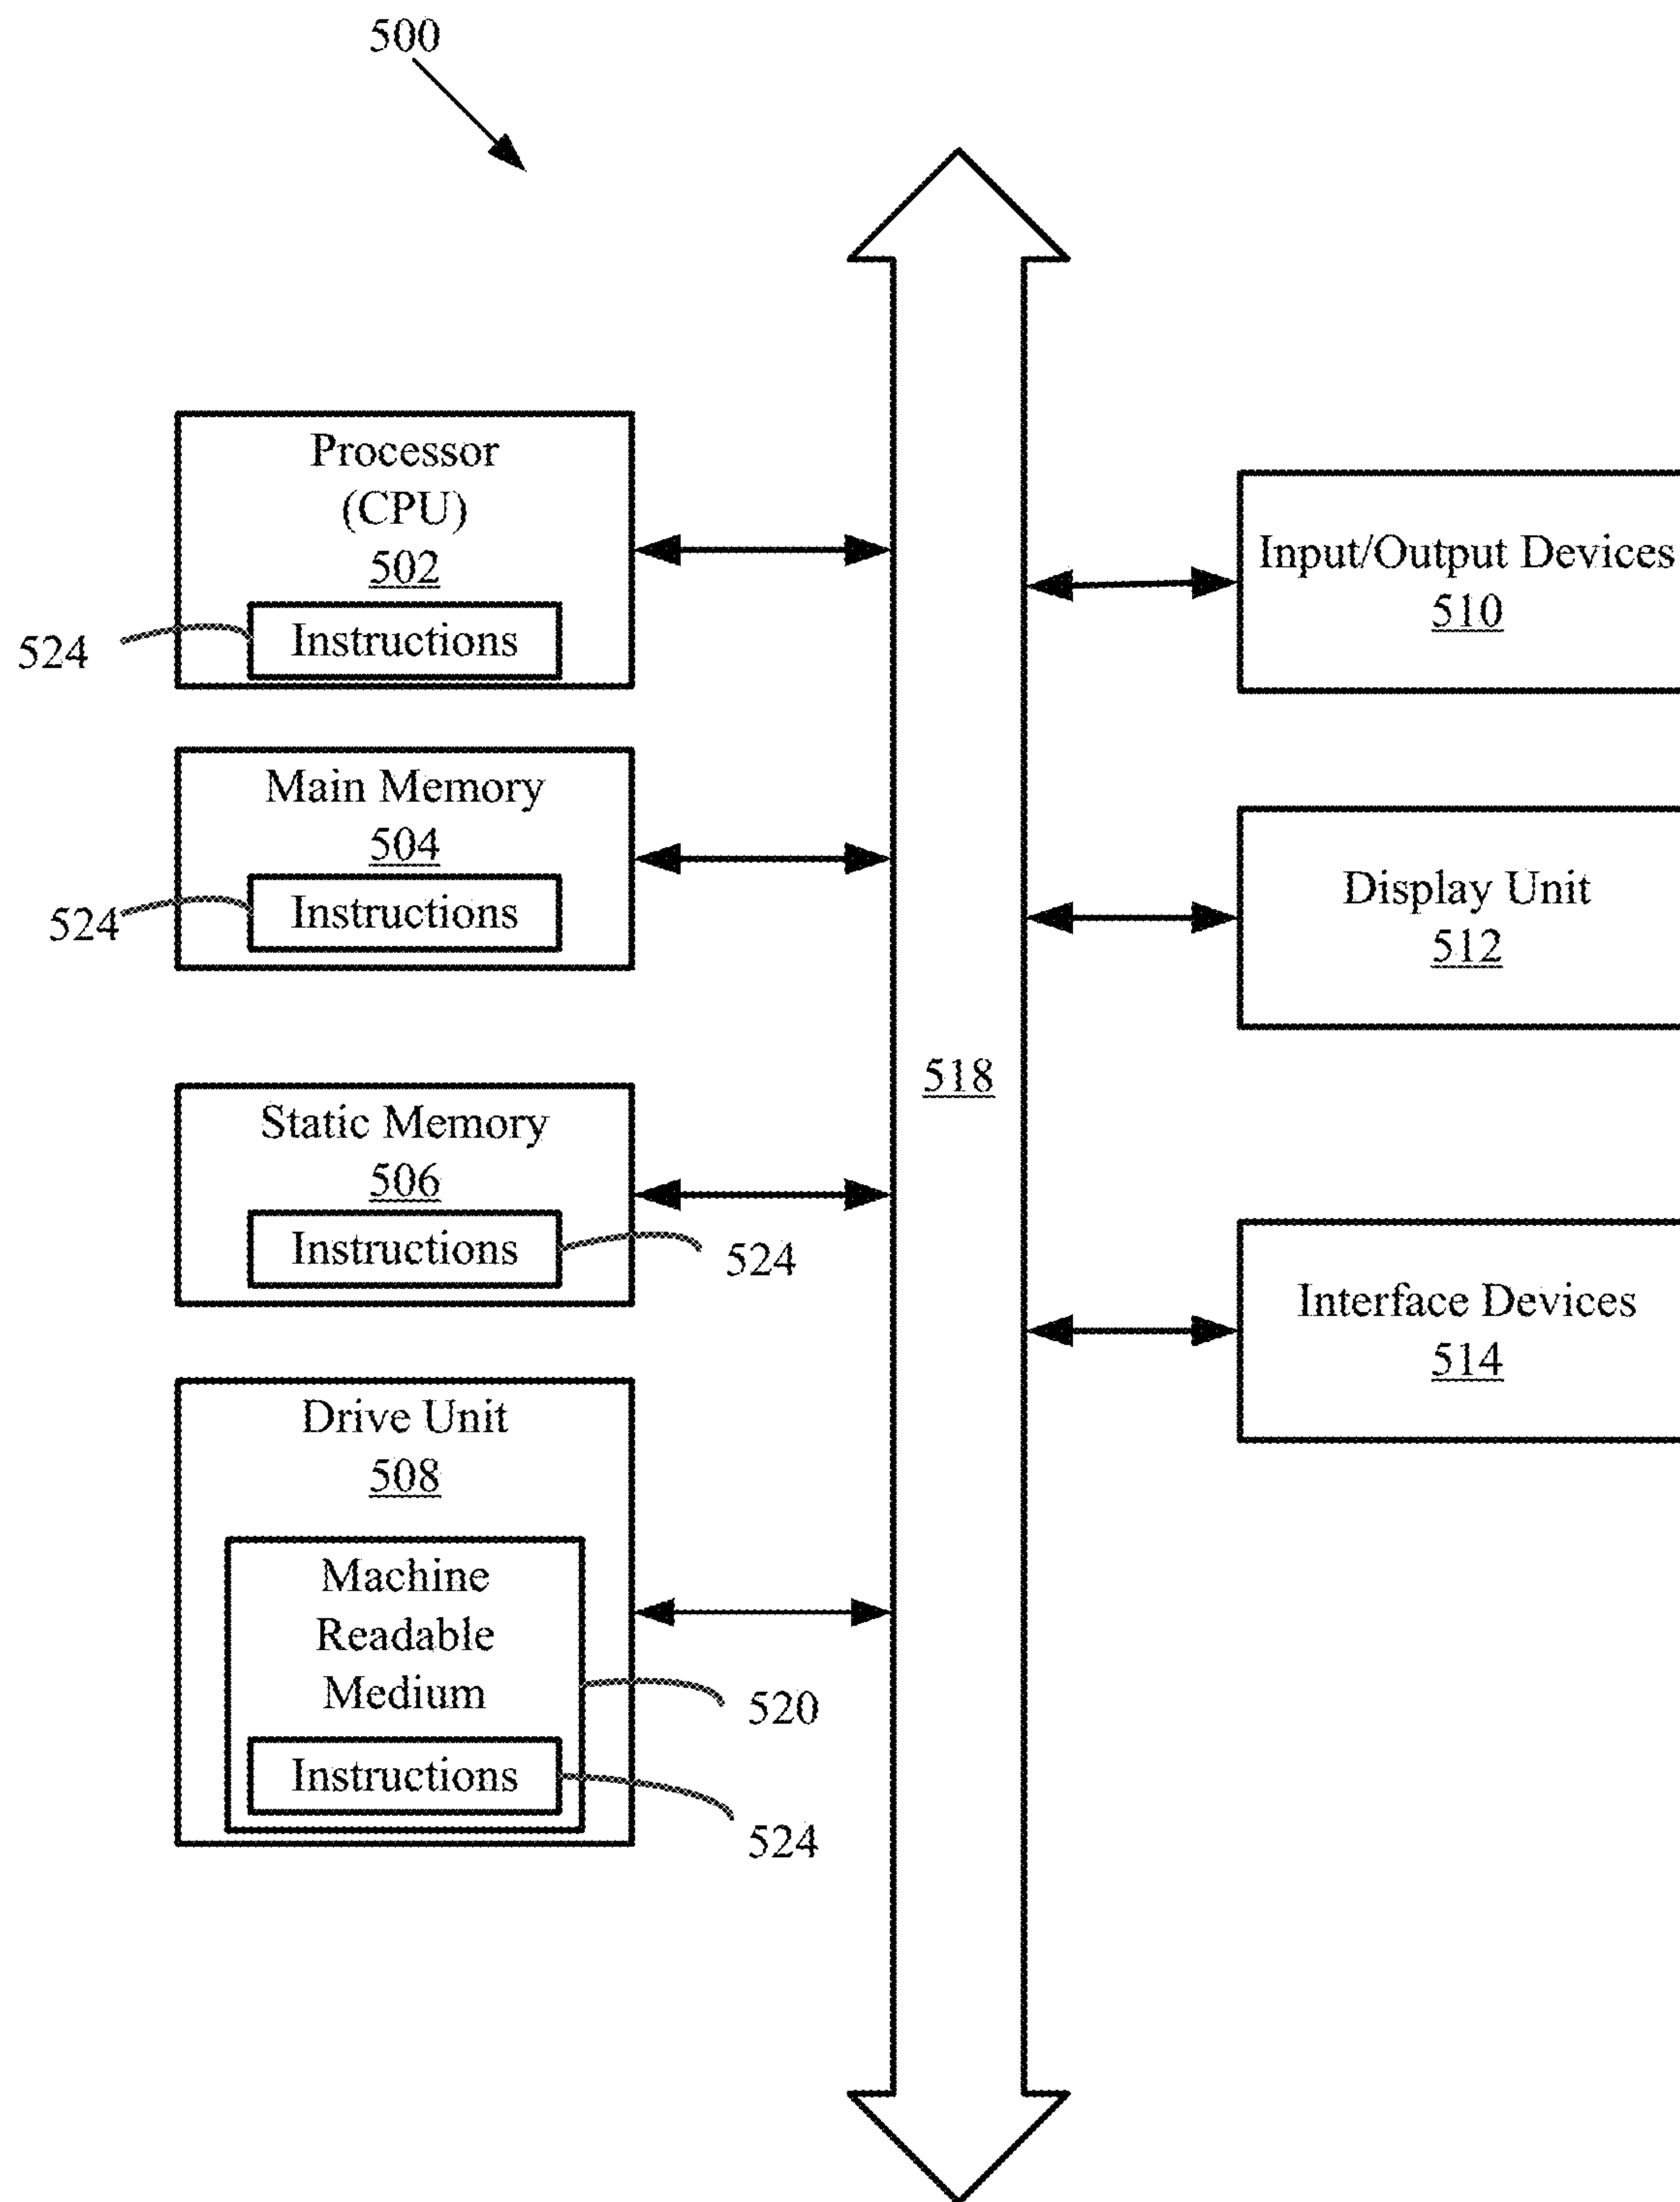 500
Processor
(CPU)
502
Instructions
524
Main Memory
504
Instructions
524
Static Memory
506
Instructions
524
Drive Unit
508
Machine
Readable
Medium
520
Instructions
524
518
Input/Output Devices
510
Display Unit
512
Interface Devices
514